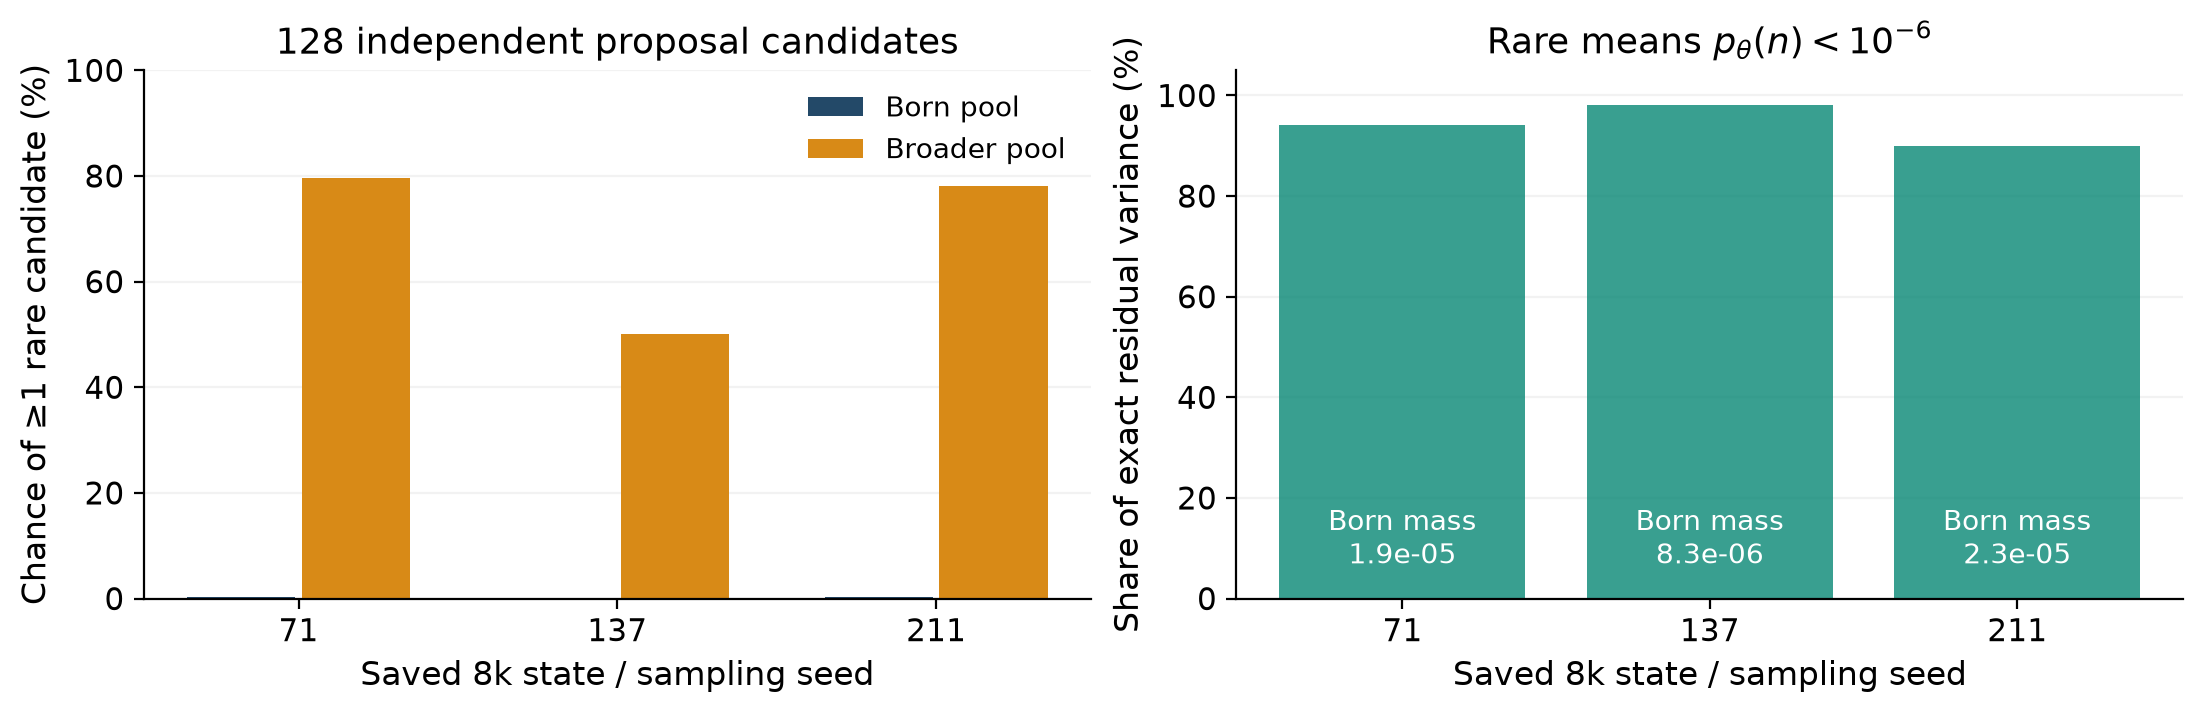 128 independent proposal candidates
Chance of ≥1 rare candidate (%)
100
80
60
40
20
0
Born pool
Broader pool
71
137
211
Saved 8k state / sampling seed
Rare means pθ(n) < 10⁻⁶
Share of exact residual variance (%)
100
80
60
40
20
0
Born mass
1.9e-05
Born mass
8.3e-06
Born mass
2.3e-05
71
137
211
Saved 8k state / sampling seed